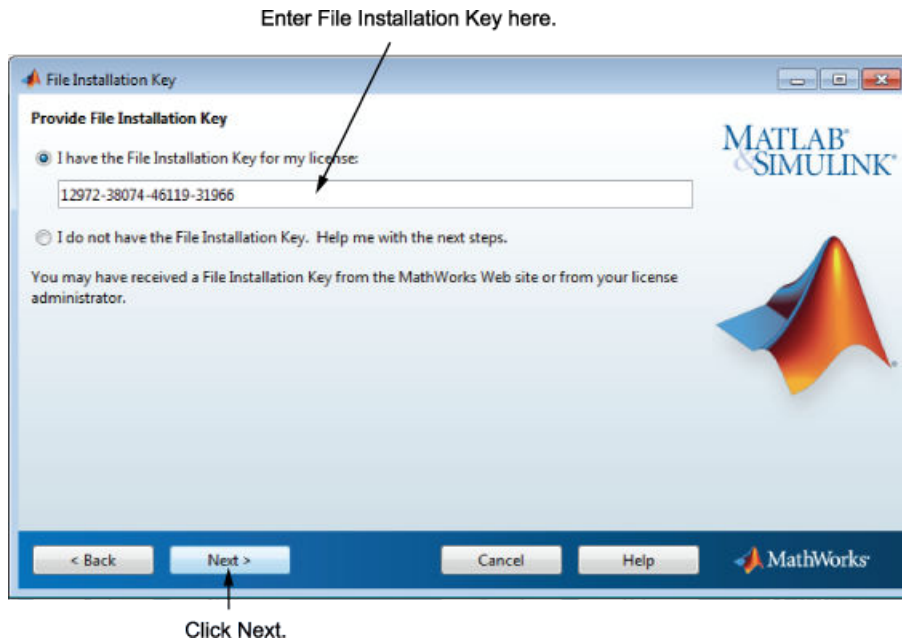 Enter File Installation Key here.
File Installation Key
Provide File Installation Key
I have the File Installation Key for my license:
12972-38074-46119-31966
I do not have the File Installation Key. Help me with the next steps.
You may have received a File Installation Key from the MathWorks Web site or from your license
administrator.
MATLAB®
&SIMULINK®
< Back
Next >
Cancel
Help
MathWorks®
Click Next.